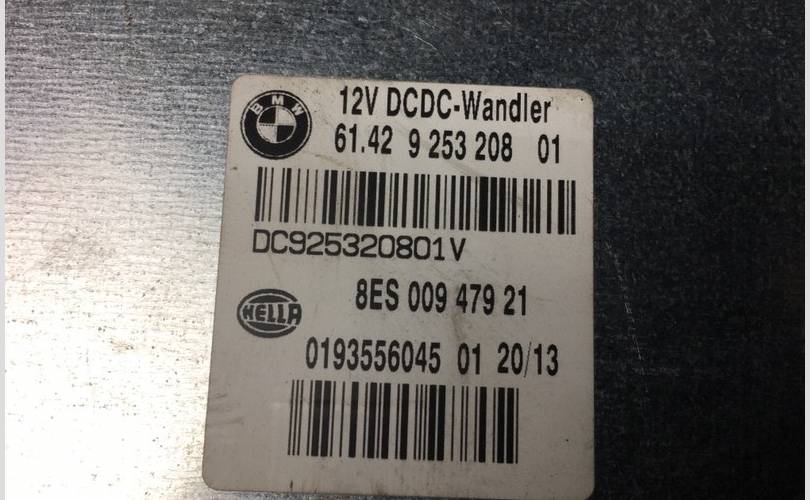 BMW
12V DCDC-Wandler
61.42 9 253 208 01
DC925320801V
8ES 009 479 21
HELLA
0193556045 01 20/13